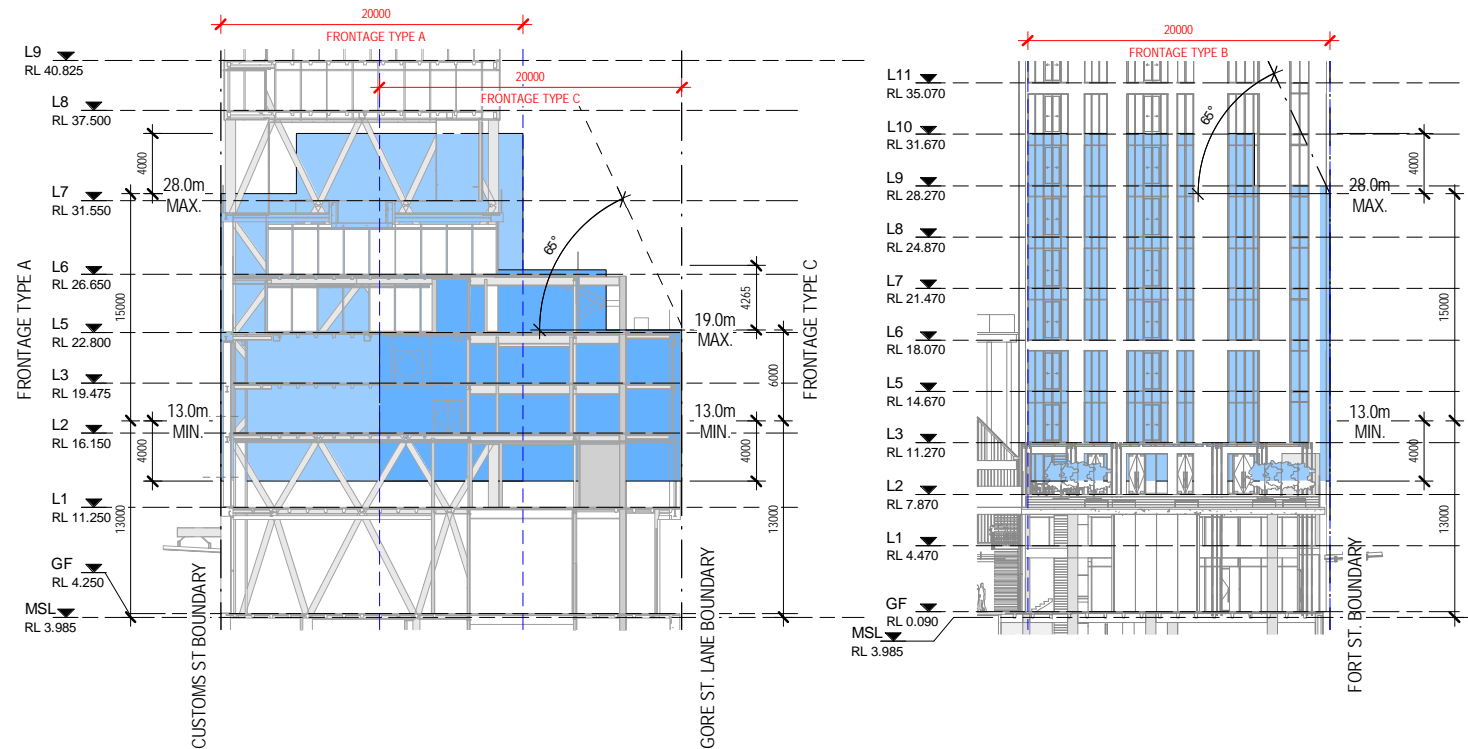 20000
FRONTAGE TYPE A
20000
FRONTAGE TYPE C
L9
RL 40.825
L8
RL 37.500
L7
RL 31.550
L6
RL 26.650
L5
RL 22.800
L3
RL 19.475
L2
RL 16.150
L1
RL 11.250
GF
RL 4.250
MSL
RL 3.985
FRONTAGE TYPE A
4000
28.0m
MAX.
15000
13.0m
MIN.
4000
13000
65°
4265
19.0m
MAX.
6000
13.0m
MIN.
4000
13000
FRONTAGE TYPE C
CUSTOMS ST BOUNDARY
GORE ST. LANE BOUNDARY
20000
FRONTAGE TYPE B
L11
RL 35.070
L10
RL 31.670
L9
RL 28.270
L8
RL 24.870
L7
RL 21.470
L6
RL 18.070
L5
RL 14.670
L3
RL 11.270
L2
RL 7.870
L1
RL 4.470
GF
RL 0.090
MSL
RL 3.985
65°
4000
28.0m
MAX.
15000
13.0m
MIN.
4000
13000
FORT ST. BOUNDARY